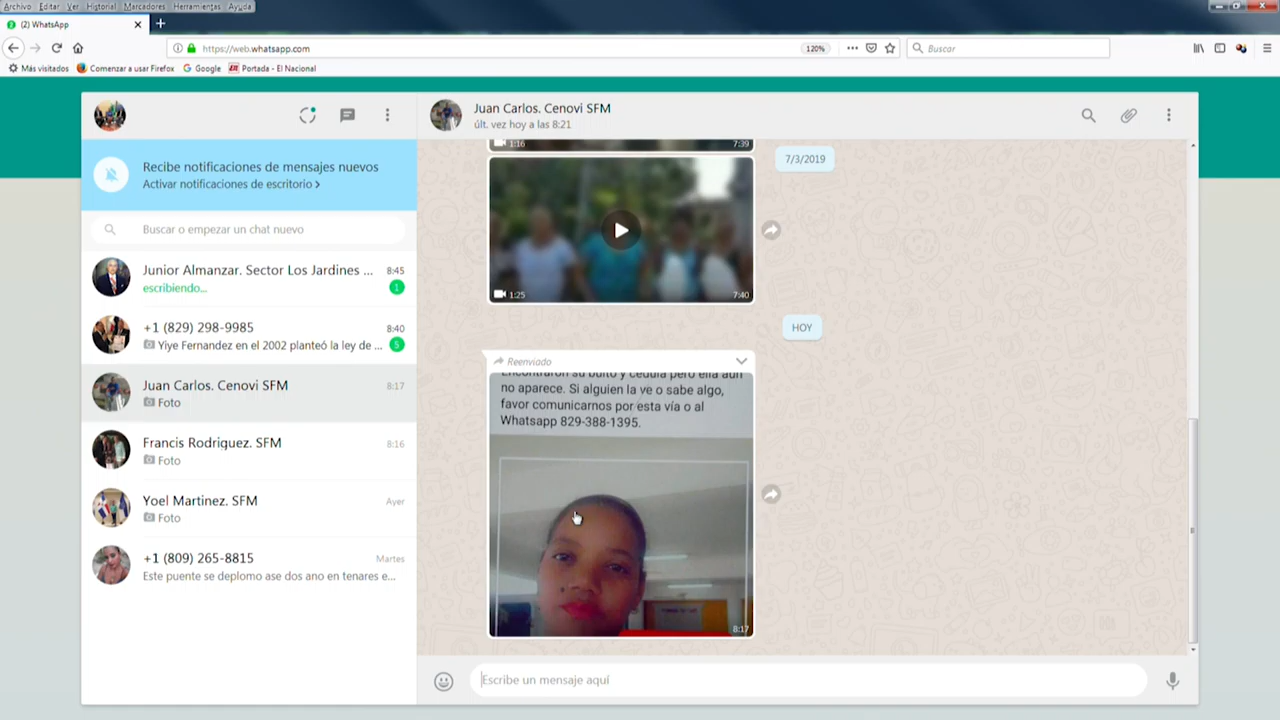 Archivo Editar Ver Historial Marcadores Herramientas Ayuda
(2) WhatsApp
https://web.whatsapp.com
120%
Buscar
Más visitados
Comenzar a usar Firefox
Google
Portada - El Nacional
Juan Carlos. Cenovi SFM
últ. vez hoy a las 8:21
Recibe notificaciones de mensajes nuevos
Activar notificaciones de escritorio
Buscar o empezar un chat nuevo
Junior Almanzar. Sector Los Jardines ...
8:45
escribiendo...
1
+1 (829) 298-9985
8:40
Yiye Fernandez en el 2002 planteó la ley de ...
5
Juan Carlos. Cenovi SFM
8:17
Foto
Francis Rodriguez. SFM
8:16
Foto
Yoel Martinez. SFM
Ayer
Foto
+1 (809) 265-8815
Martes
Este puente se deplomo ase dos ano en tenares e...
1:16
7:39
7/3/2019
1:25
7:40
HOY
Reenviado
Encontraron su bulto y cédula pero ella aún
no aparece. Si alguien la ve o sabe algo,
favor comunicarnos por esta vía o al
Whatsapp 829-388-1395.
8:17
Escribe un mensaje aquí